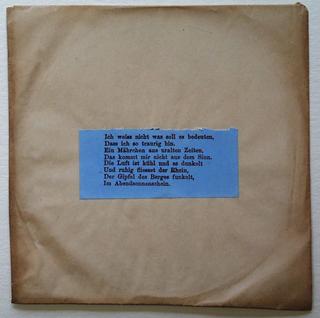 Ich weiss nicht was soll es bedeuten,
Dass ich so traurig bin.
Ein Mährchen aus uralten Zeiten,
Das kommt mir nicht aus dem Sinn.
Die Luft ist kühl und es dunkelt
Und ruhig fliesset der Rhein,
Der Gipfel des Berges funkelt,
Im Abendsonnenschein.